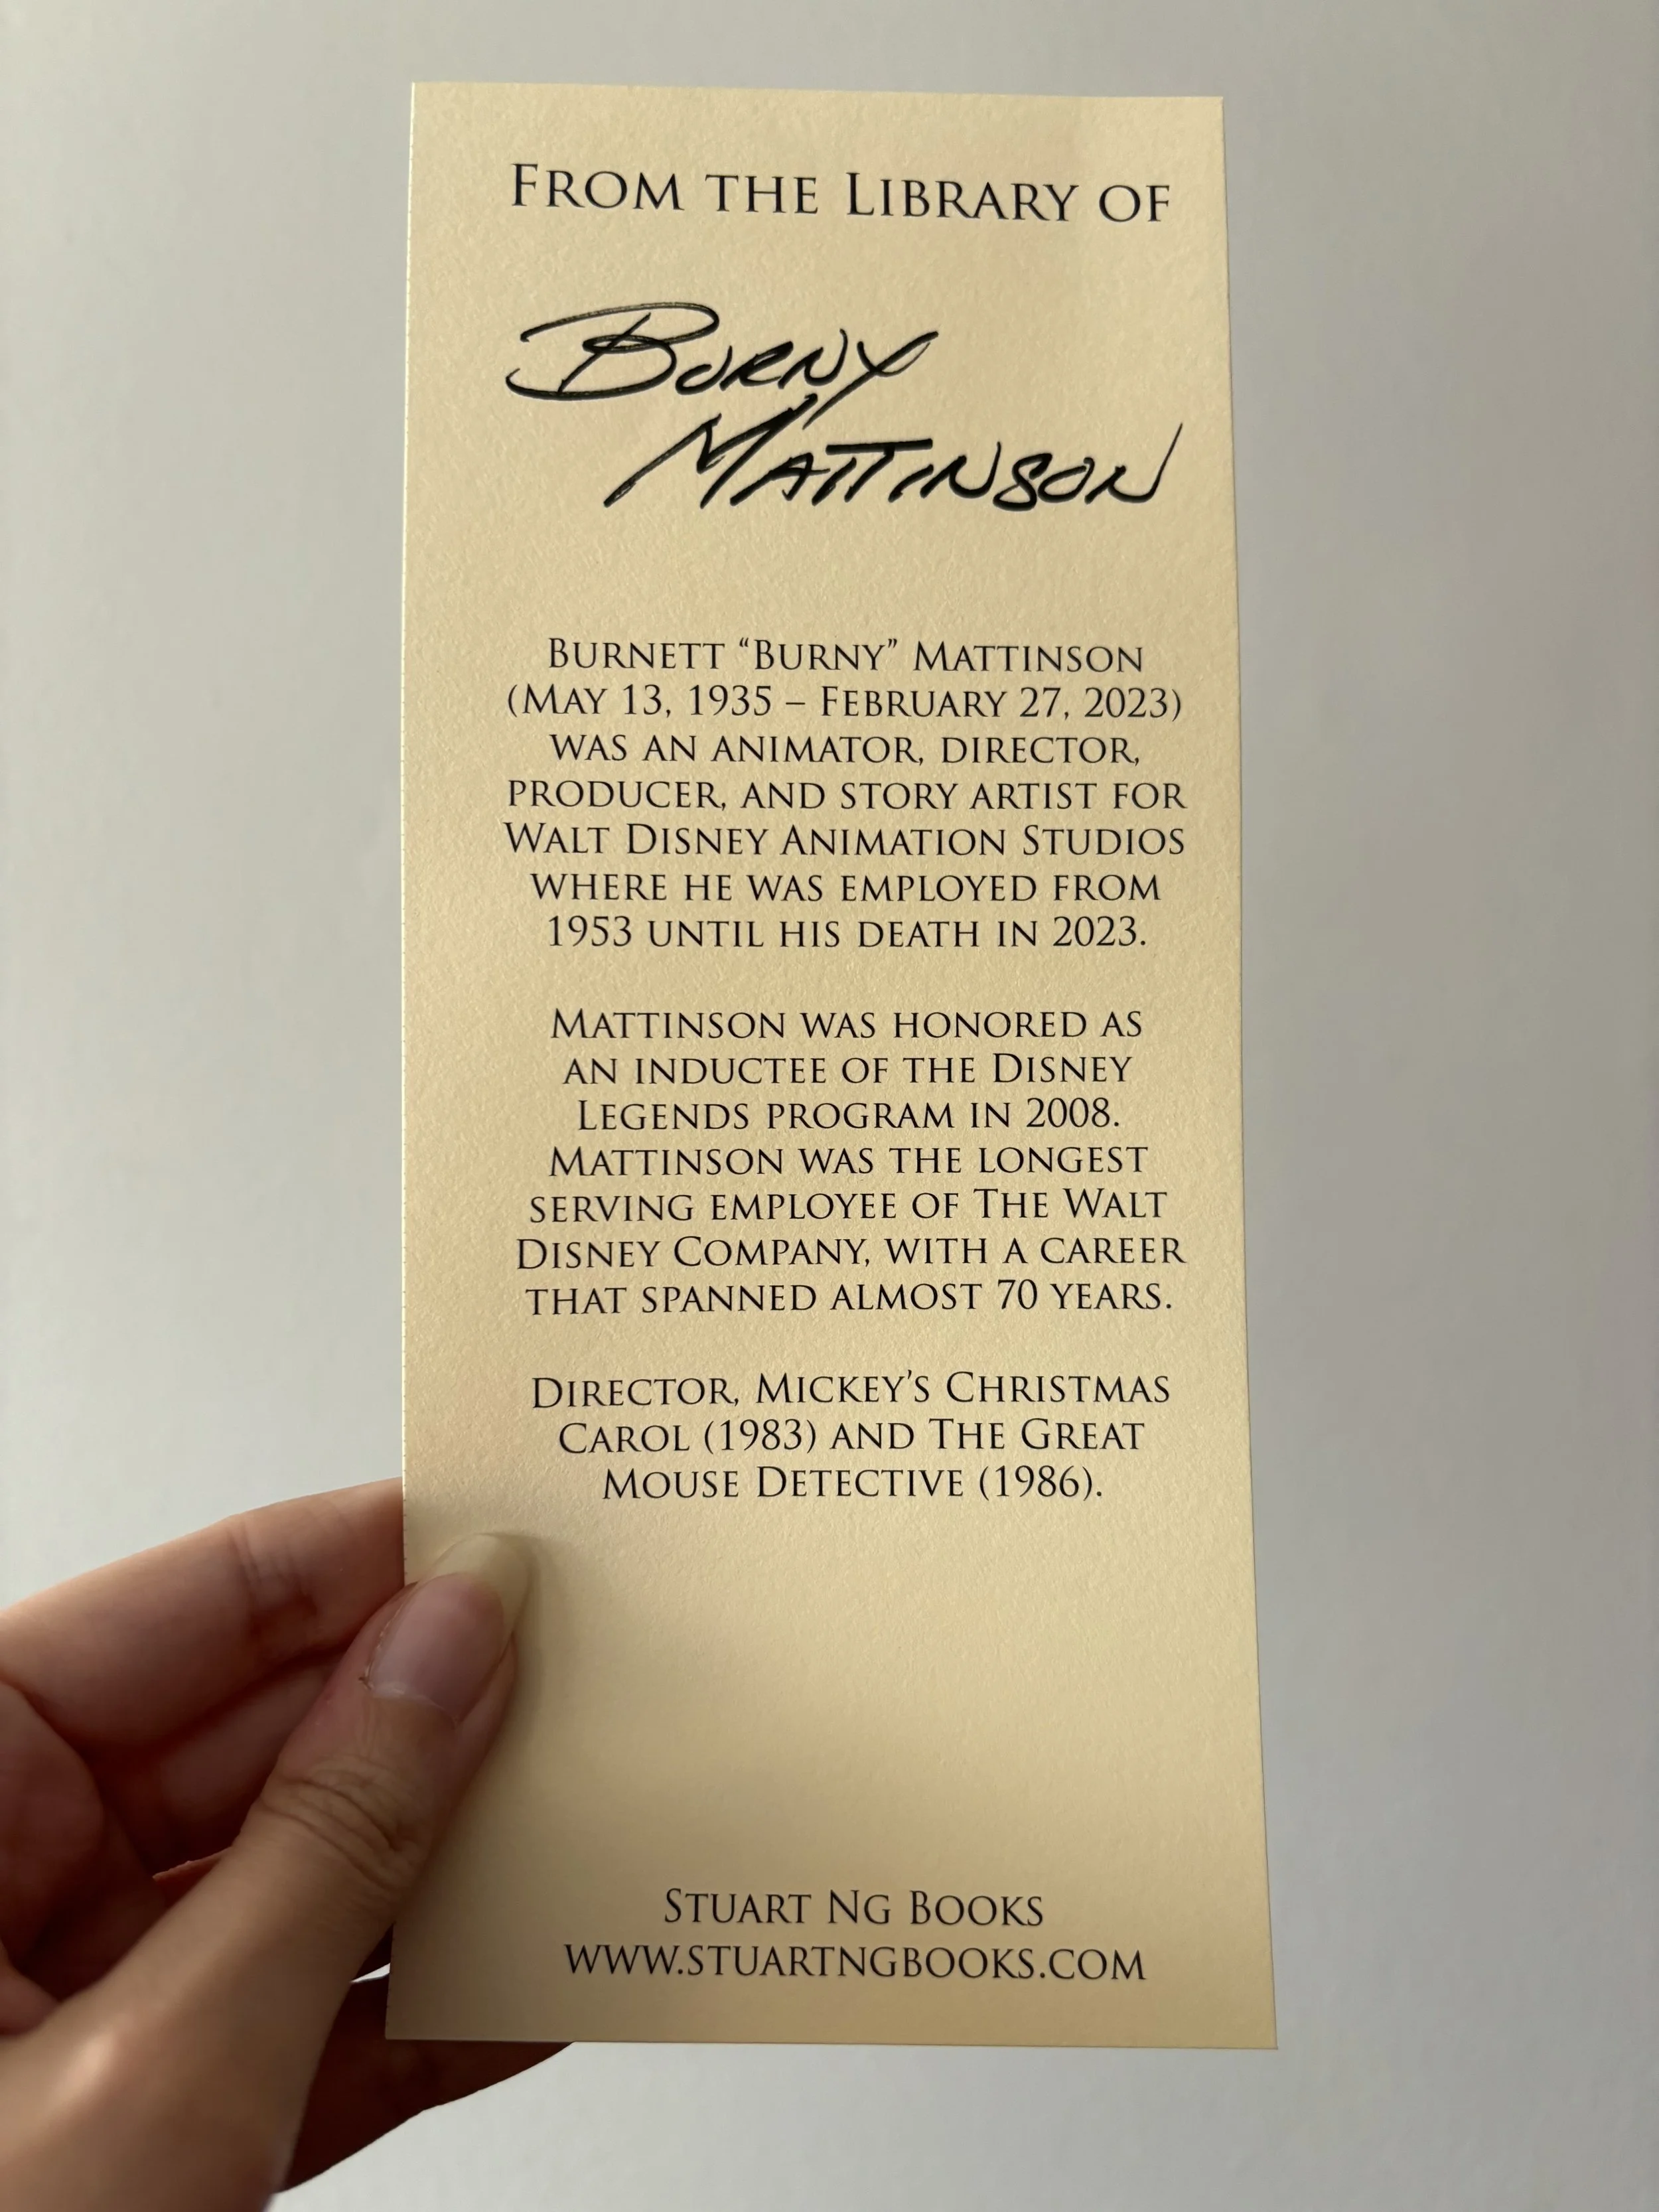 From the Library of
Burny
Mattinson
Burnett “Burny” Mattinson
(May 13, 1935 – February 27, 2023)
was an animator, director,
producer, and story artist for
Walt Disney Animation Studios
where he was employed from
1953 until his death in 2023.
Mattinson was honored as
an inductee of the Disney
Legends program in 2008.
Mattinson was the longest
serving employee of The Walt
Disney Company, with a career
that spanned almost 70 years.
Director, Mickey’s Christmas
Carol (1983) and The Great
Mouse Detective (1986).
Stuart Ng Books
www.stuartngbooks.com